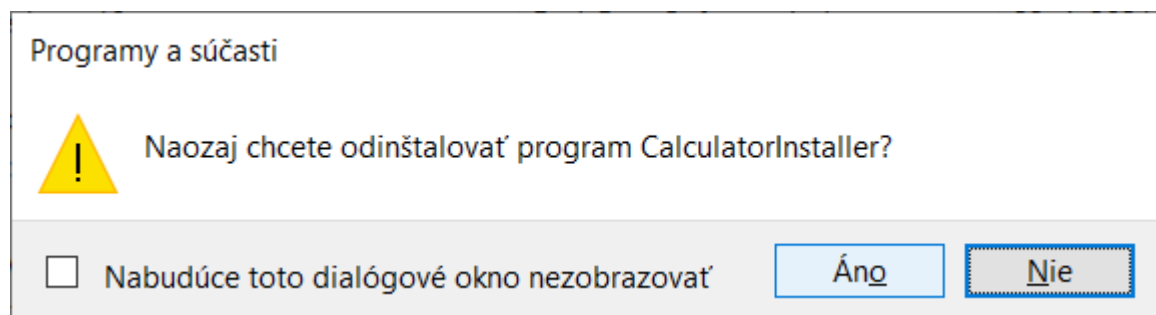 Programy a súčasti
Naozaj chcete odinštalovať program CalculatorInstaller?
Nabudúce toto dialógové okno nezobrazovať
Áno
Nie